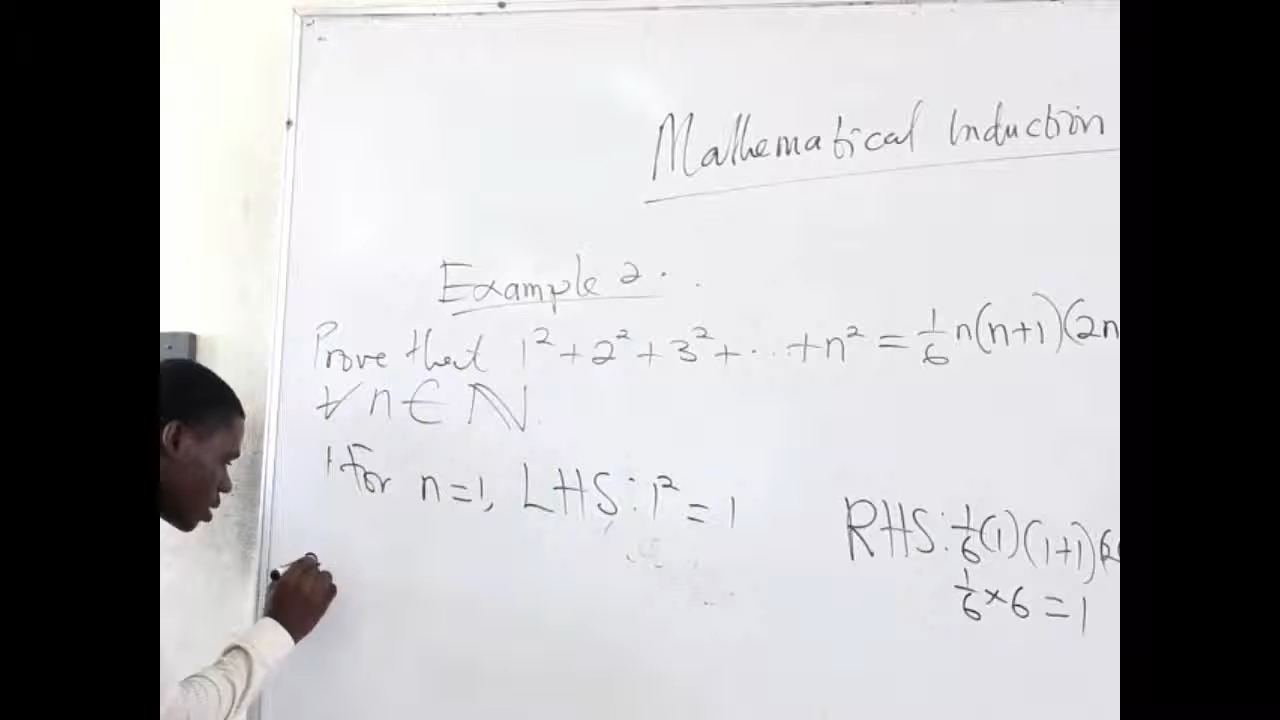 Mathematical Induction
Example 2.
Prove that 1² + 2² + 3² + ... + n² = 1/6 n(n+1)(2n
∀ n ∈ ℕ.
For n=1, LHS: 1² = 1
RHS: 1/6 (1)(1+1)(2
1/6 × 6 = 1